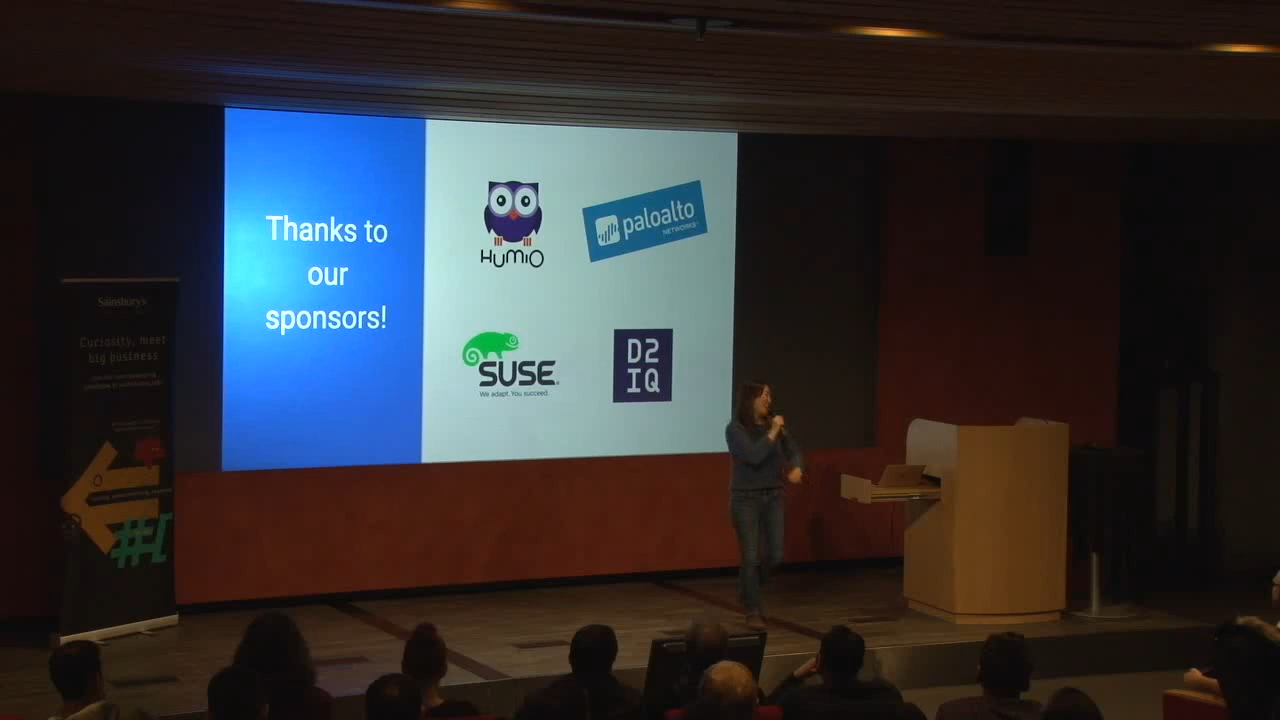 Thanks to
our
sponsors!
HUMIO
paloalto
NETWORKS
SUSE
We adapt. You succeed.
D2
IQ
Sainsbury's
Curiosity, meet
big business
#